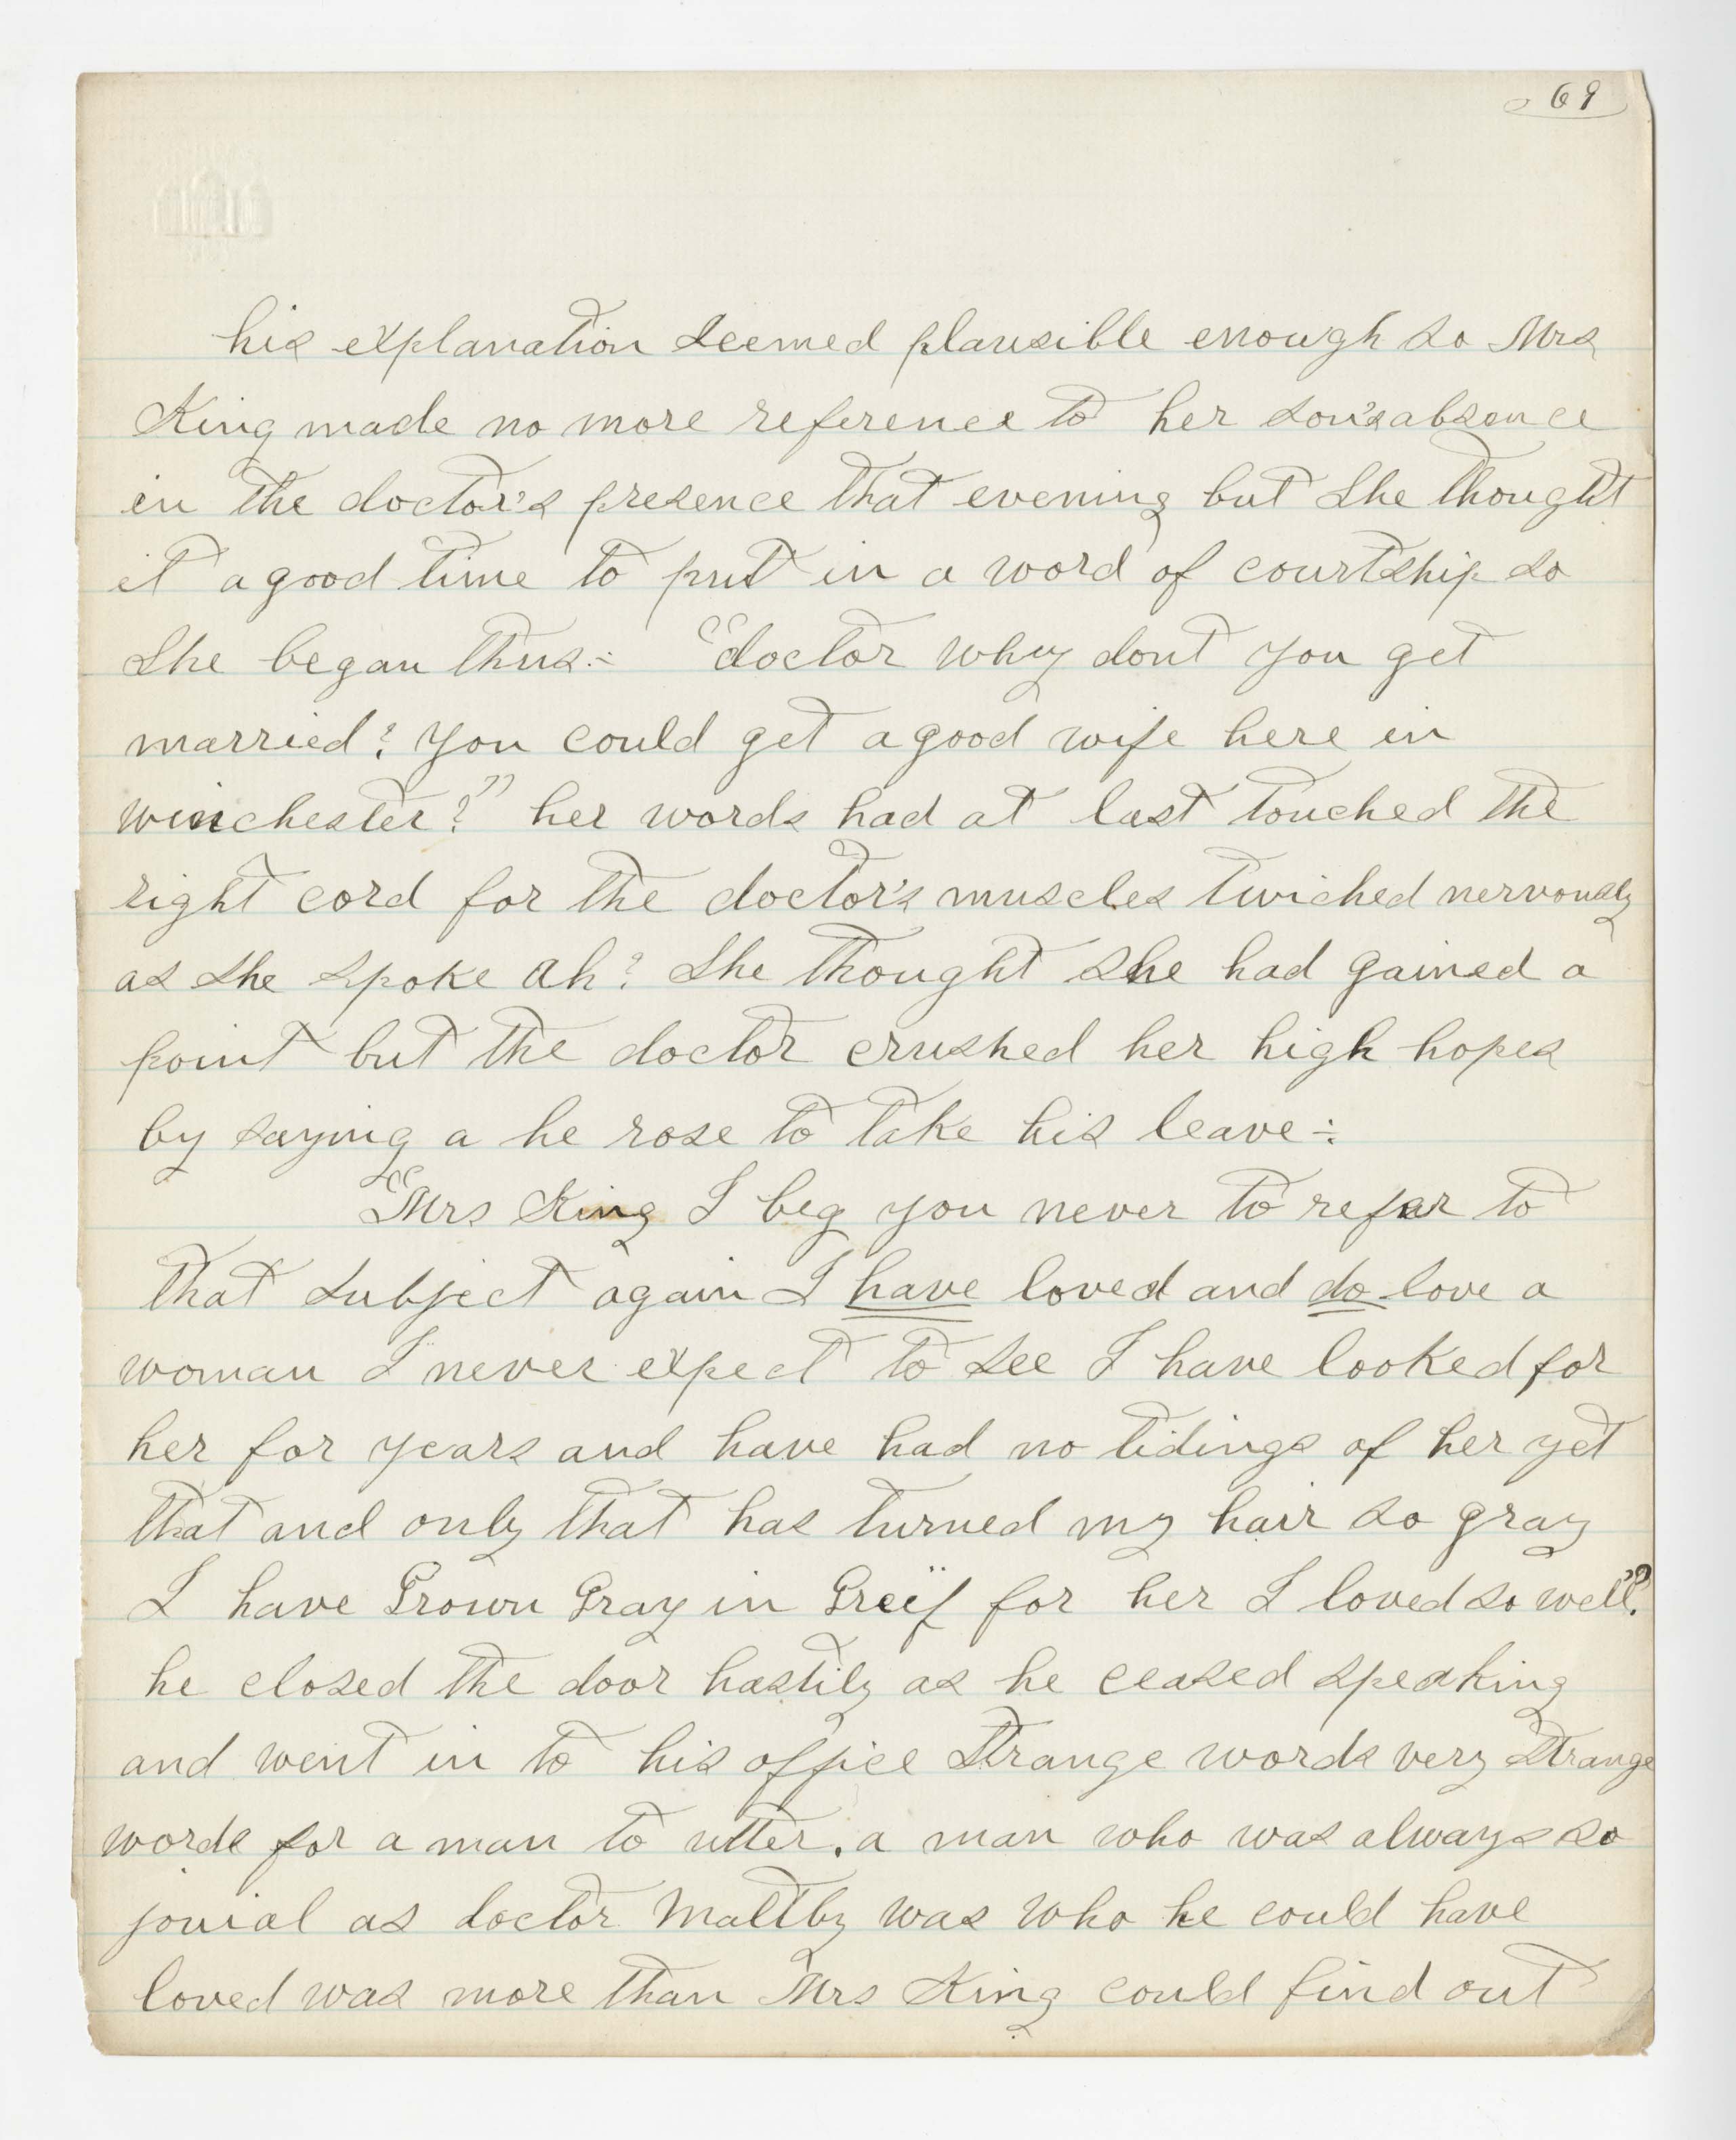 69
his explanation seemed plausible enough so Mrs
King made no more reference to her son's absence
in the doctor's presence that evening but she thought
it a good time to put in a word of courtship so
she began thus:- "doctor why dont you get
married? you could get a good wife here in
winchester?" her words had at last touched the
right cord for the doctor's muscles twiched nervously
as she spoke ah? she thought she had gained a
point but the doctor crushed her high hopes
by saying a he rose to take his leave-:
"Mrs King I beg you never to refer to
that subject again I have loved and do love a
woman I never expect to see I have looked for
her for years and have had no tidings of her yet
that and only that has turned my hair so gray
I have Grown Gray in Greif for her I loved so well".
he closed the door hastily as he ceased speaking
and went in to his office Strange words very Strange
words for a man to utter. a man who was always so
jovial as doctor Maltby was who he could have
loved was more than Mrs King could find out